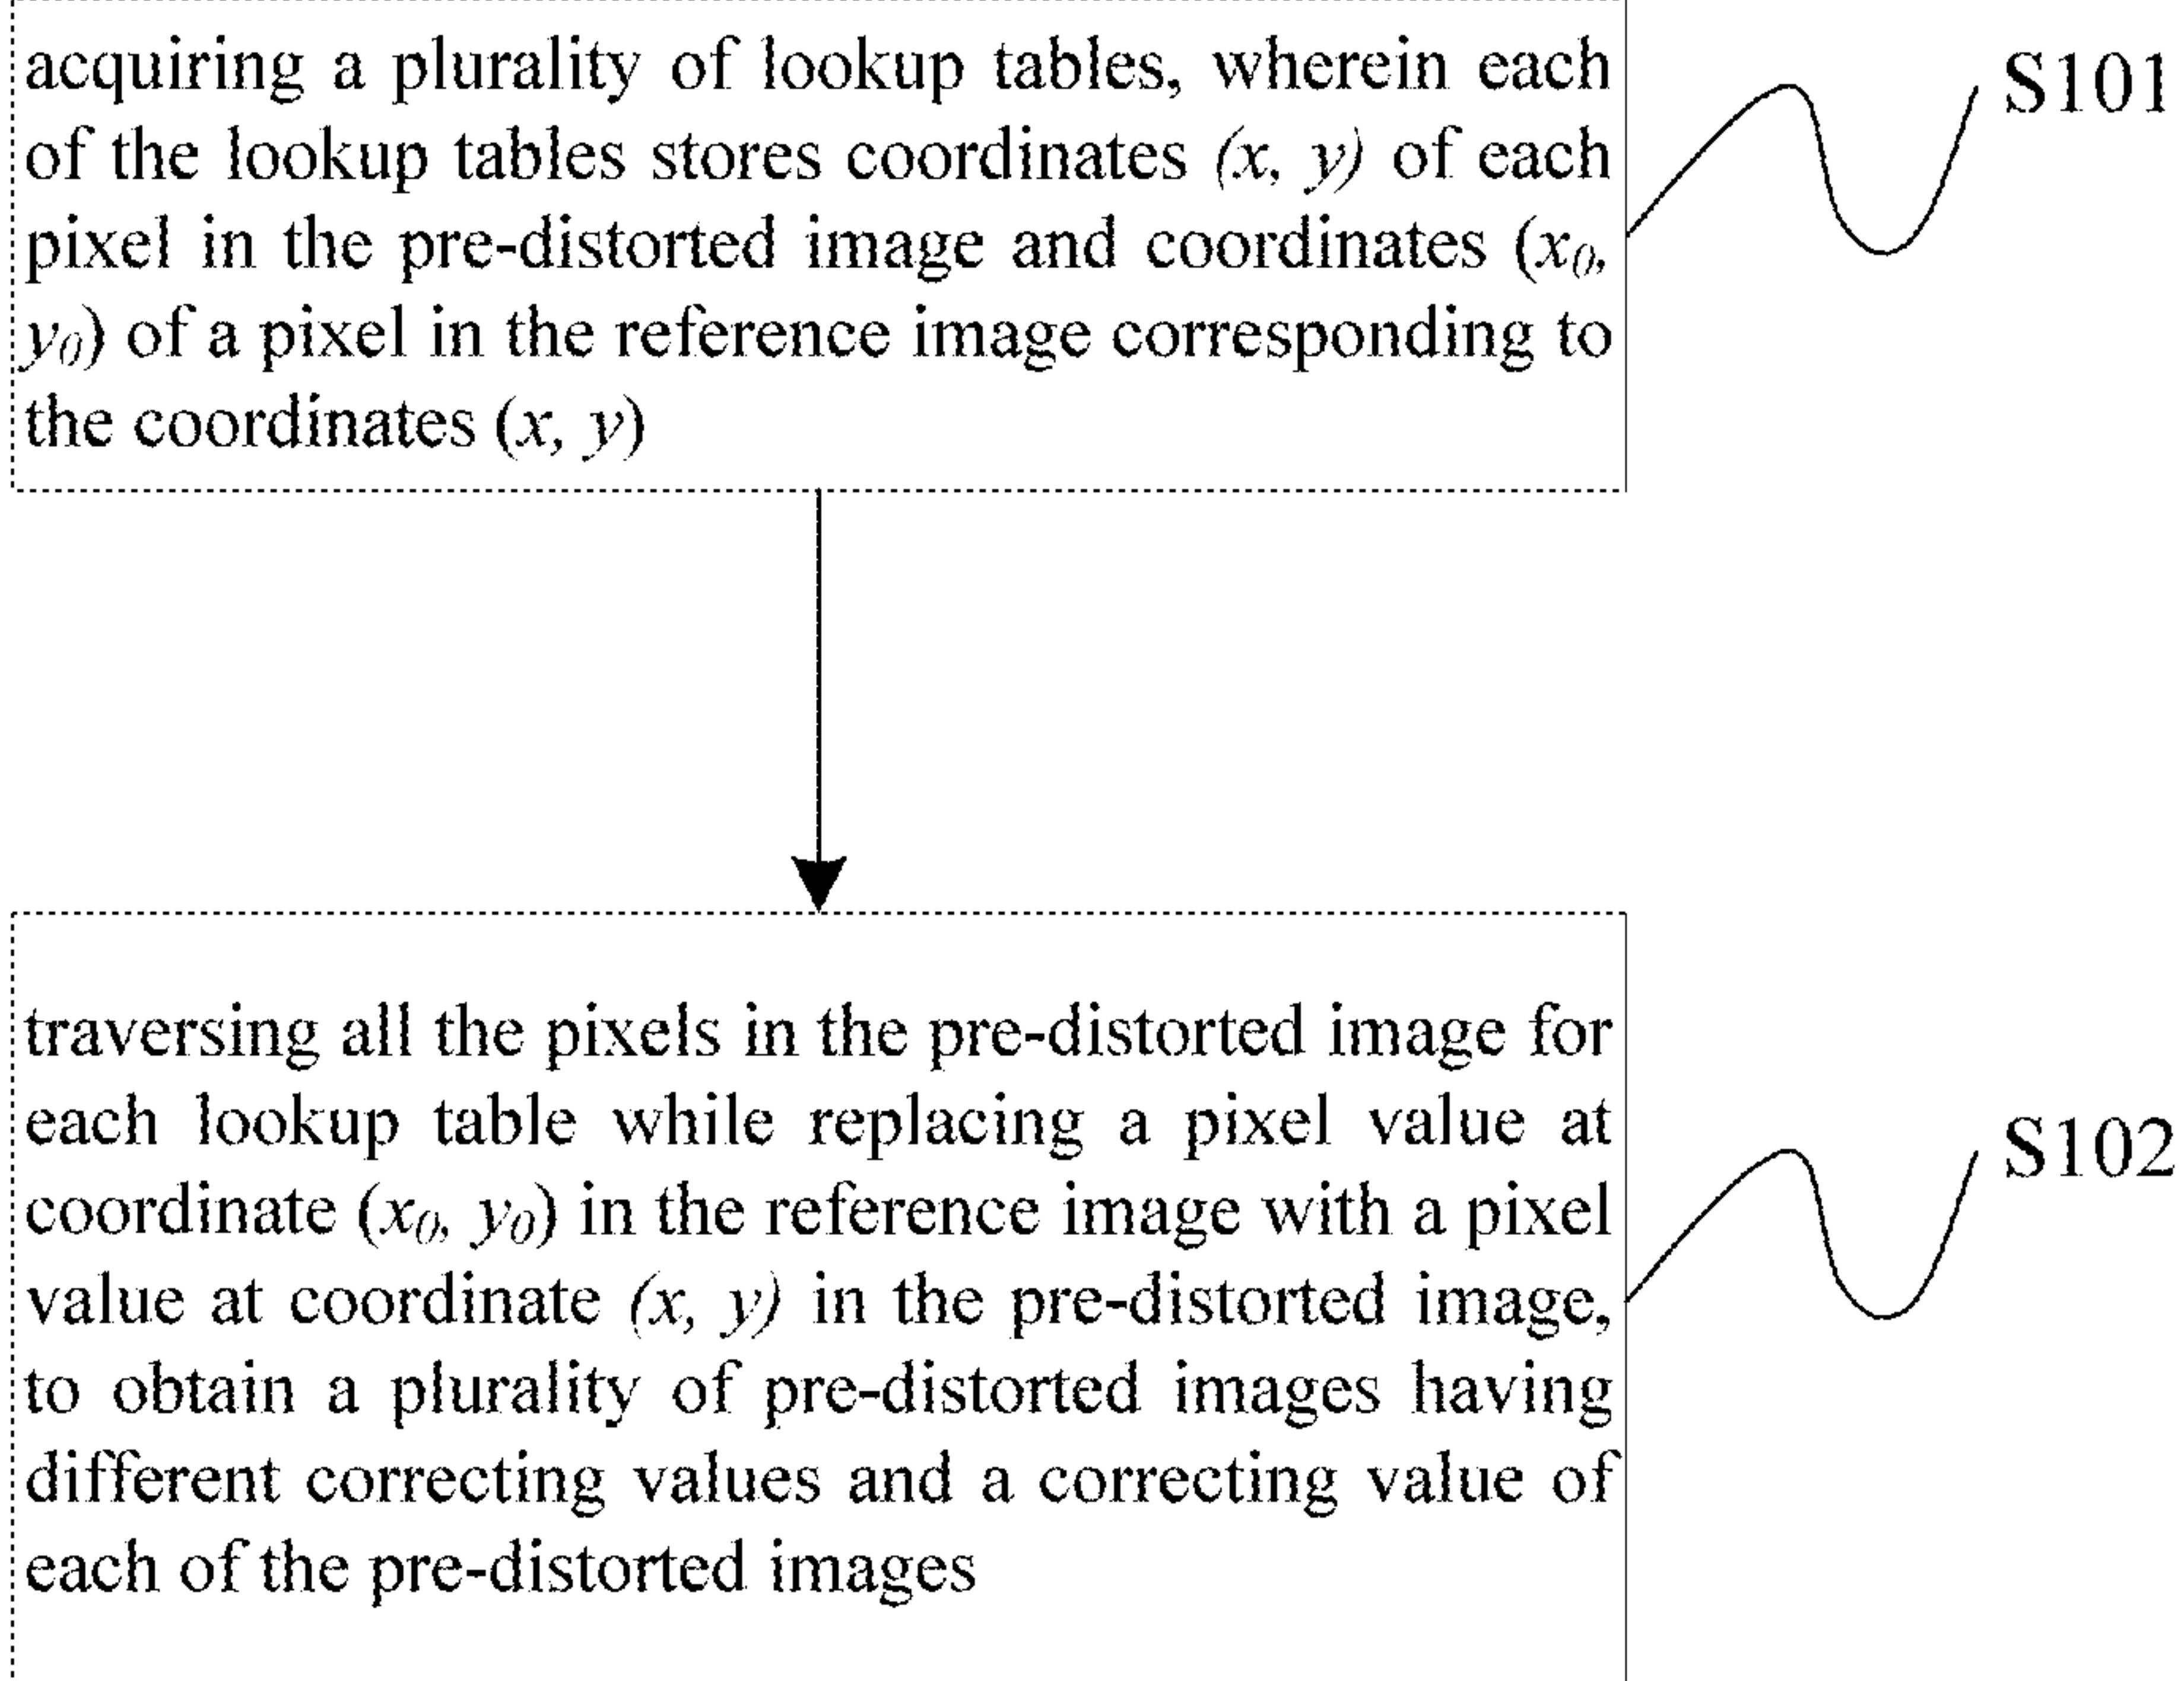 acquiring a plurality of lookup tables, wherein each
of the lookup tables stores coordinates (x, y) of each
pixel in the pre-distorted image and coordinates (x₀,
y₀) of a pixel in the reference image corresponding to
the coordinates (x, y)
S101
traversing all the pixels in the pre-distorted image for
each lookup table while replacing a pixel value at
coordinate (x₀, y₀) in the reference image with a pixel
value at coordinate (x, y) in the pre-distorted image,
to obtain a plurality of pre-distorted images having
different correcting values and a correcting value of
each of the pre-distorted images
S102